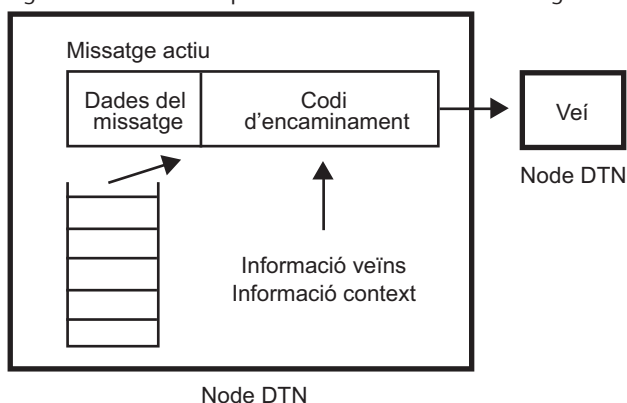 Missatge actiu
Dades del
missatge
Codi
d'encaminament
Veí
Node DTN
Informació veïns
Informació context
Node DTN